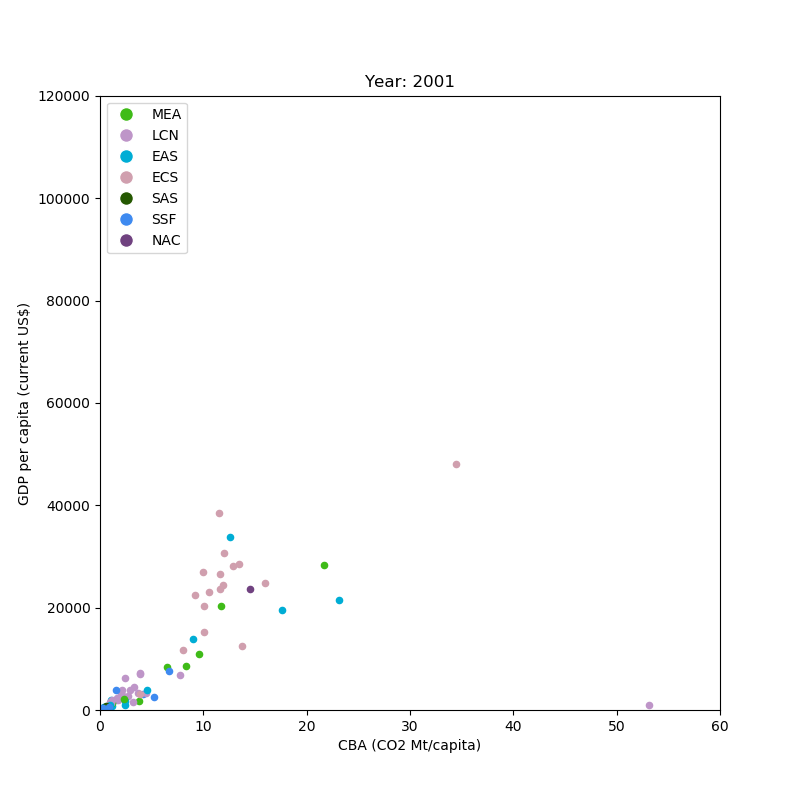 Year: 2001
120000
100000
80000
60000
40000
20000
0
GDP per capita (current US$)
MEA
LCN
EAS
ECS
SAS
SSF
NAC
0 10 20 30 40 50 60
CBA (CO2 Mt/capita)